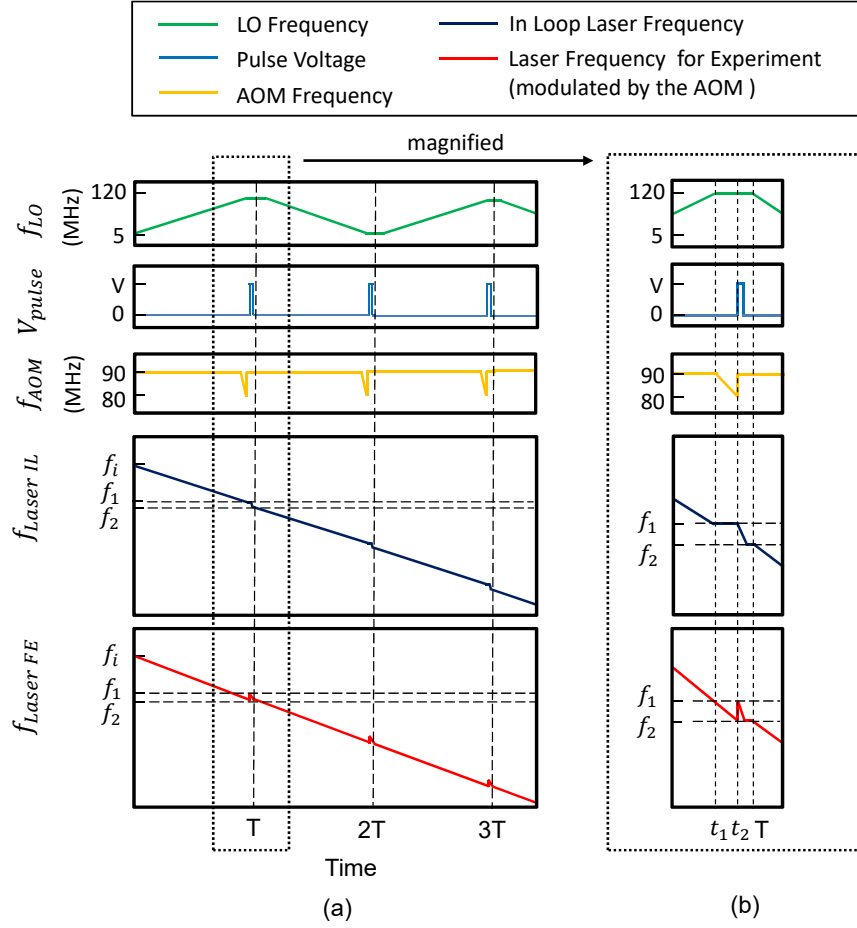 LO Frequency
Pulse Voltage
AOM Frequency
In Loop Laser Frequency
Laser Frequency for Experiment
(modulated by the AOM )
magnified
f_LO
(MHz)
120
5
120
5
V_pulse
V
0
V
0
f_AOM
(MHz)
90
80
90
80
f_Laser IL
f_i
f_1
f_2
f_1
f_2
f_Laser FE
f_i
f_1
f_2
f_1
f_2
T
2T
3T
t_1 t_2 T
Time
(a)
(b)